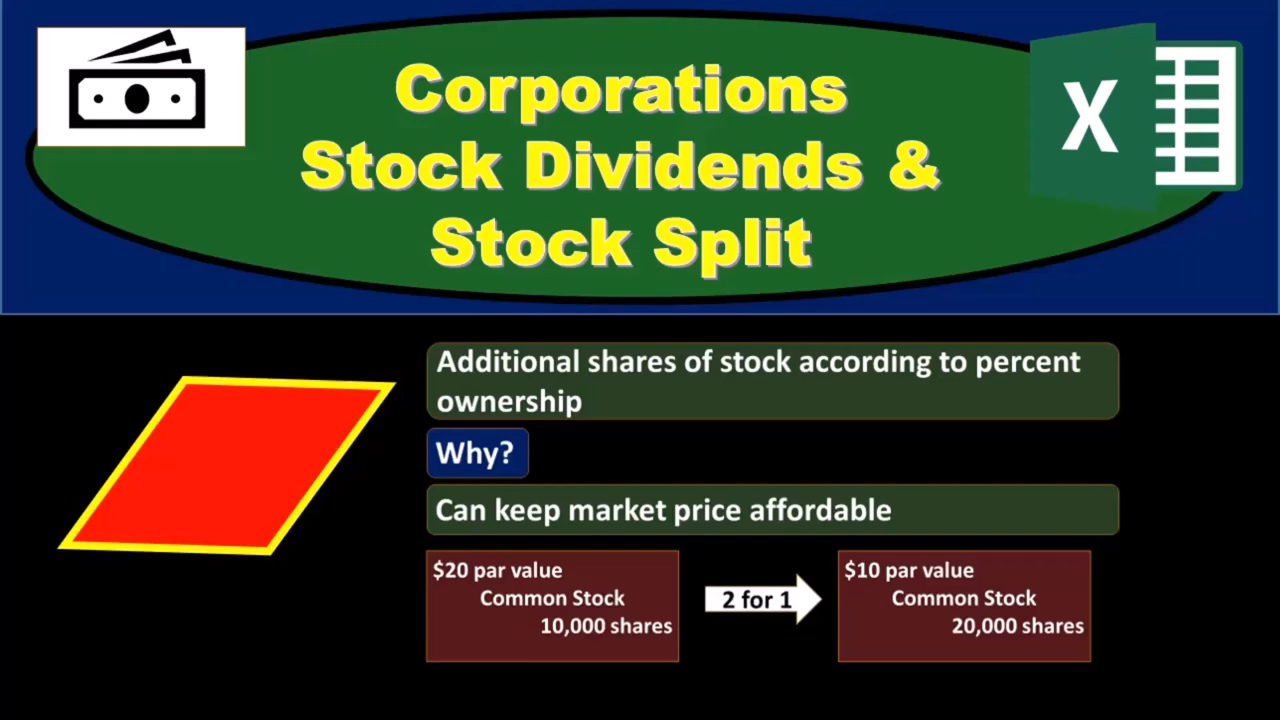 Corporations
Stock Dividends &
Stock Split
X
Additional shares of stock according to percent
ownership
Why?
Can keep market price affordable
$20 par value
Common Stock
10,000 shares
2 for 1
$10 par value
Common Stock
20,000 shares